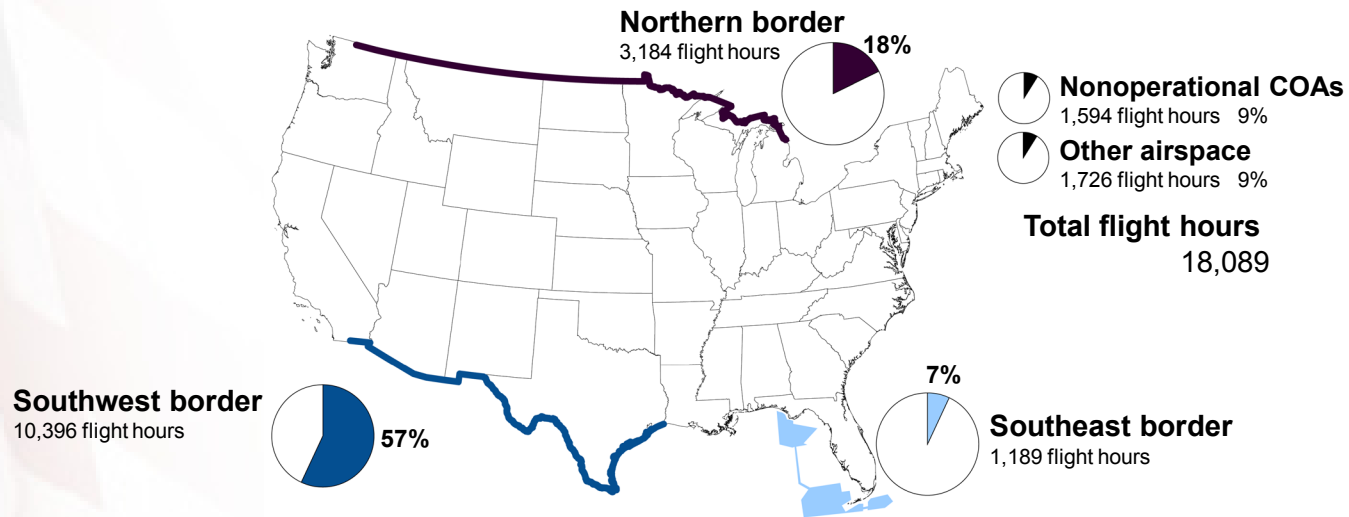 Northern border
3,184 flight hours
18%
Nonoperational COAs
1,594 flight hours 9%
Other airspace
1,726 flight hours 9%
Total flight hours
18,089
Southwest border
10,396 flight hours
57%
7%
Southeast border
1,189 flight hours